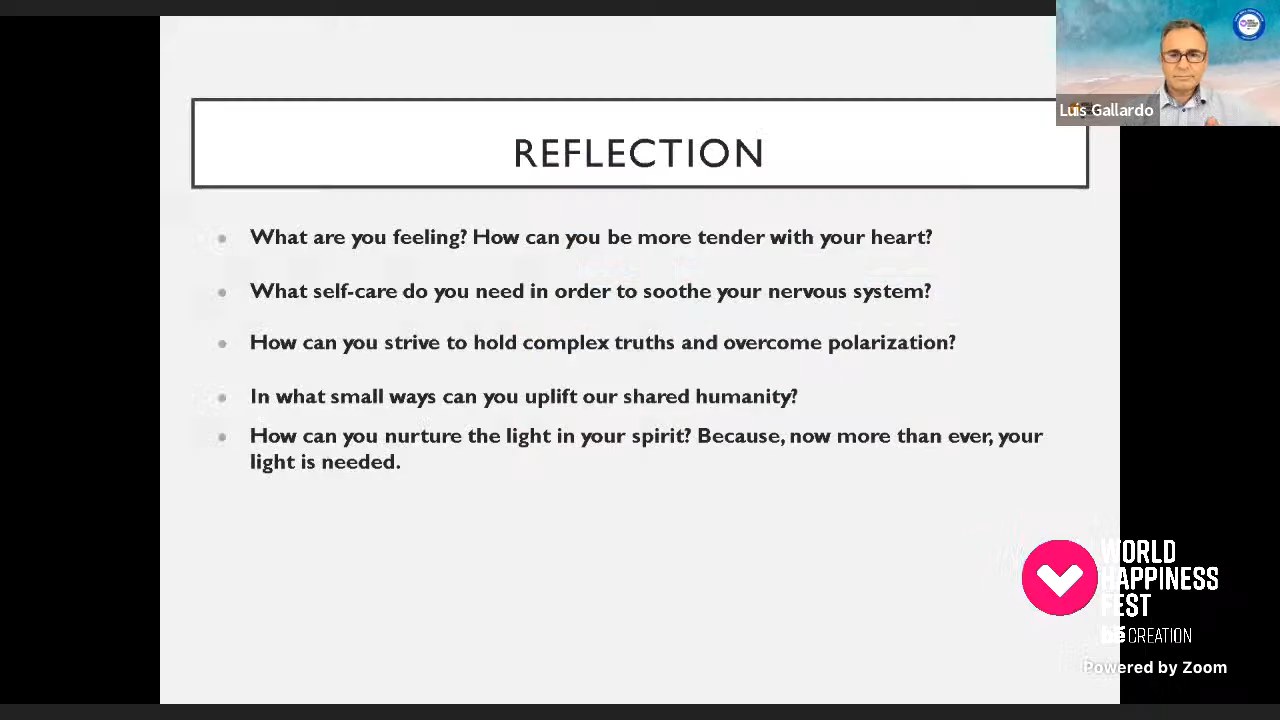 Luis Gallardo
REFLECTION
What are you feeling? How can you be more tender with your heart?
What self-care do you need in order to soothe your nervous system?
How can you strive to hold complex truths and overcome polarization?
In what small ways can you uplift our shared humanity?
How can you nurture the light in your spirit? Because, now more than ever, your
light is needed.
WORLD
HAPPINESS
FEST
bé CREATION
Powered by Zoom